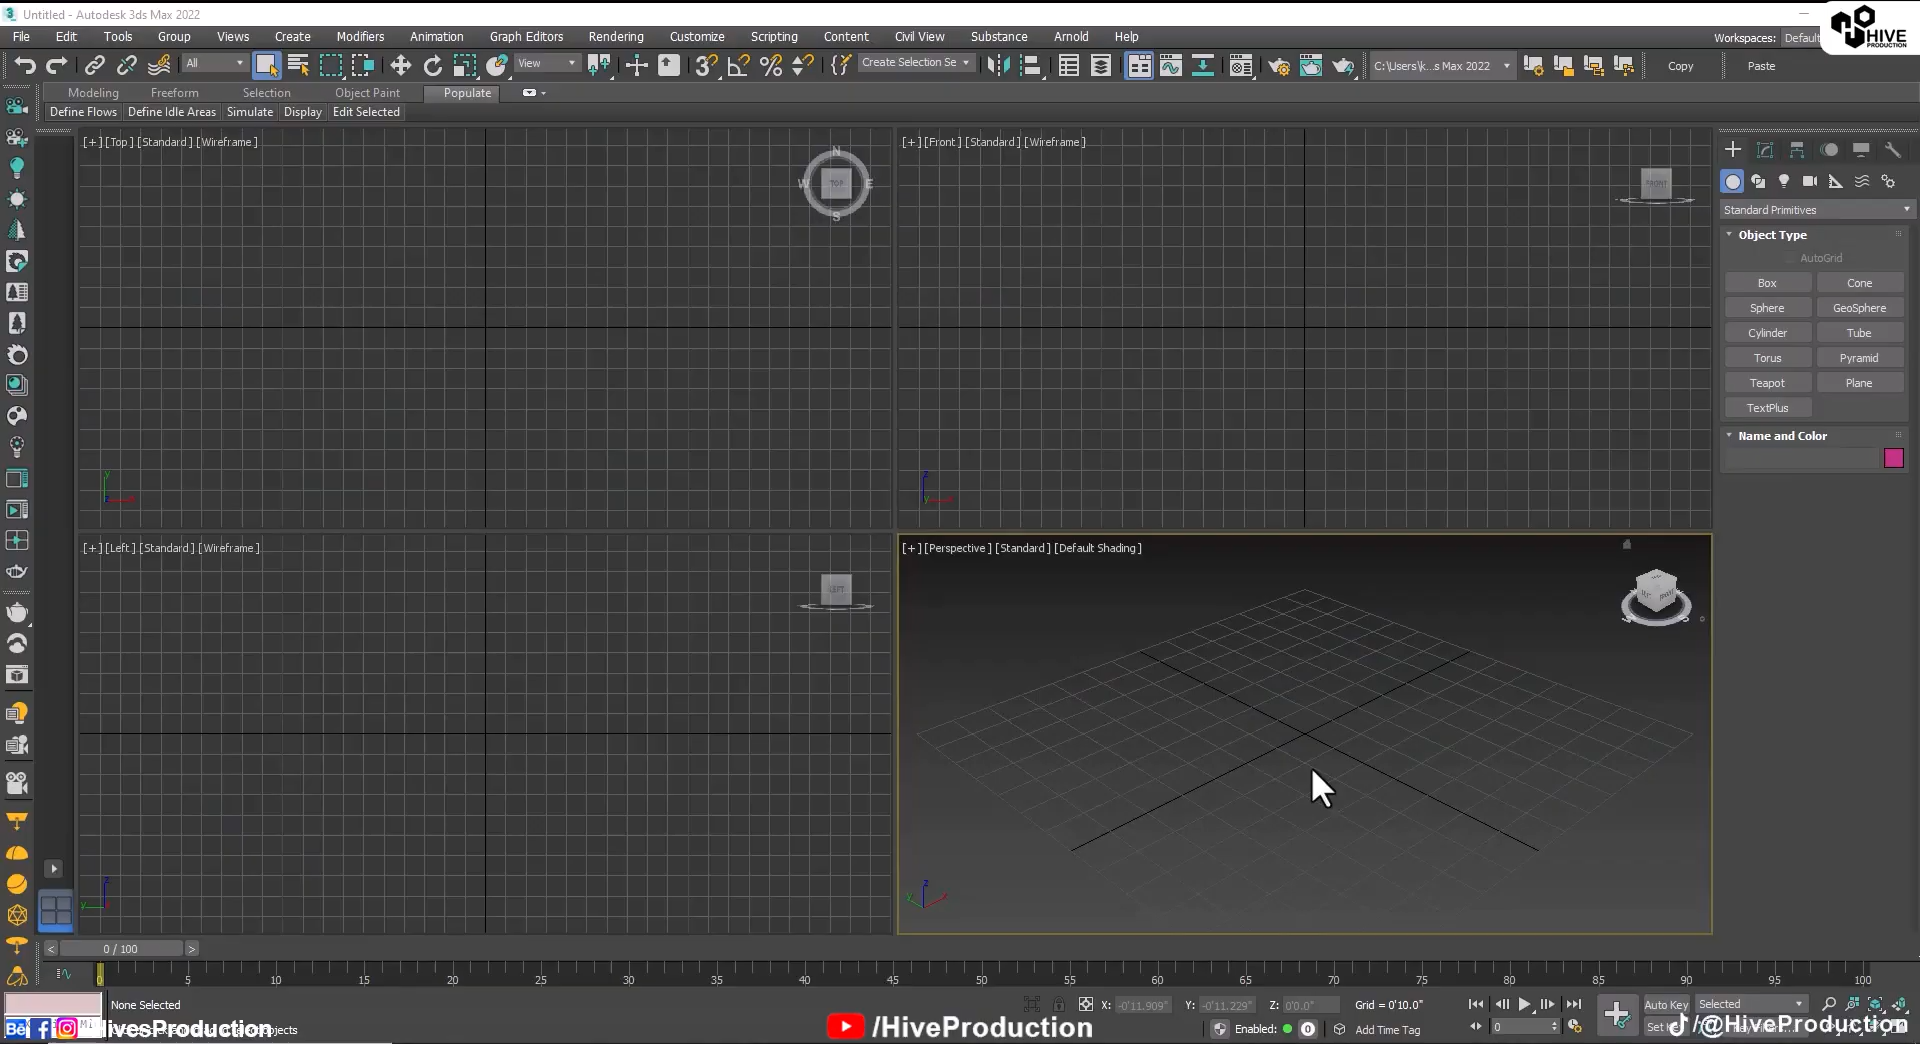 Untitled - Autodesk 3ds Max 2022
HIVE
PRODUCTION
File Edit Tools Group Views Create Modifiers Animation Graph Editors Rendering Customize Scripting Content Civil View Substance Arnold Help
Workspaces: Default
All View Create Selection Se C:\Users\k...s Max 2022 Copy Paste
Modeling Freeform Selection Object Paint Populate
Define Flows Define Idle Areas Simulate Display Edit Selected
[+] [Top] [Standard] [Wireframe]
N
W TOP E
S
[+] [Front] [Standard] [Wireframe]
FRONT
Standard Primitives
Object Type
AutoGrid
Box Cone
Sphere GeoSphere
Cylinder Tube
Torus Pyramid
Teapot Plane
TextPlus
Name and Color
y
z
y
[+] [Left] [Standard] [Wireframe]
LEFT
[+] [Perspective] [Standard] [Default Shading]
z
y
z
y
< 0 / 100 >
0 5 10 15 20 25 30 35 40 45 50 55 60 65 70 75 80 85 90 95 100
None Selected
X: -0'11.909" Y: -0'11.229" Z: 0'0.0" Grid = 0'10.0"
Auto Key Selected
Enabled: 0 Add Time Tag
0
Set K
/HiveProduction
/HiveProduction
/@HiveProduction